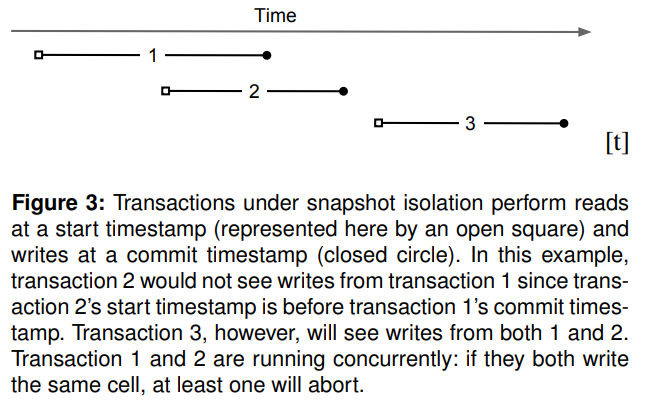 Time
1
2
3
[t]
Figure 3: Transactions under snapshot isolation perform reads
at a start timestamp (represented here by an open square) and
writes at a commit timestamp (closed circle). In this example,
transaction 2 would not see writes from transaction 1 since trans-
action 2's start timestamp is before transaction 1's commit times-
tamp. Transaction 3, however, will see writes from both 1 and 2.
Transaction 1 and 2 are running concurrently: if they both write
the same cell, at least one will abort.